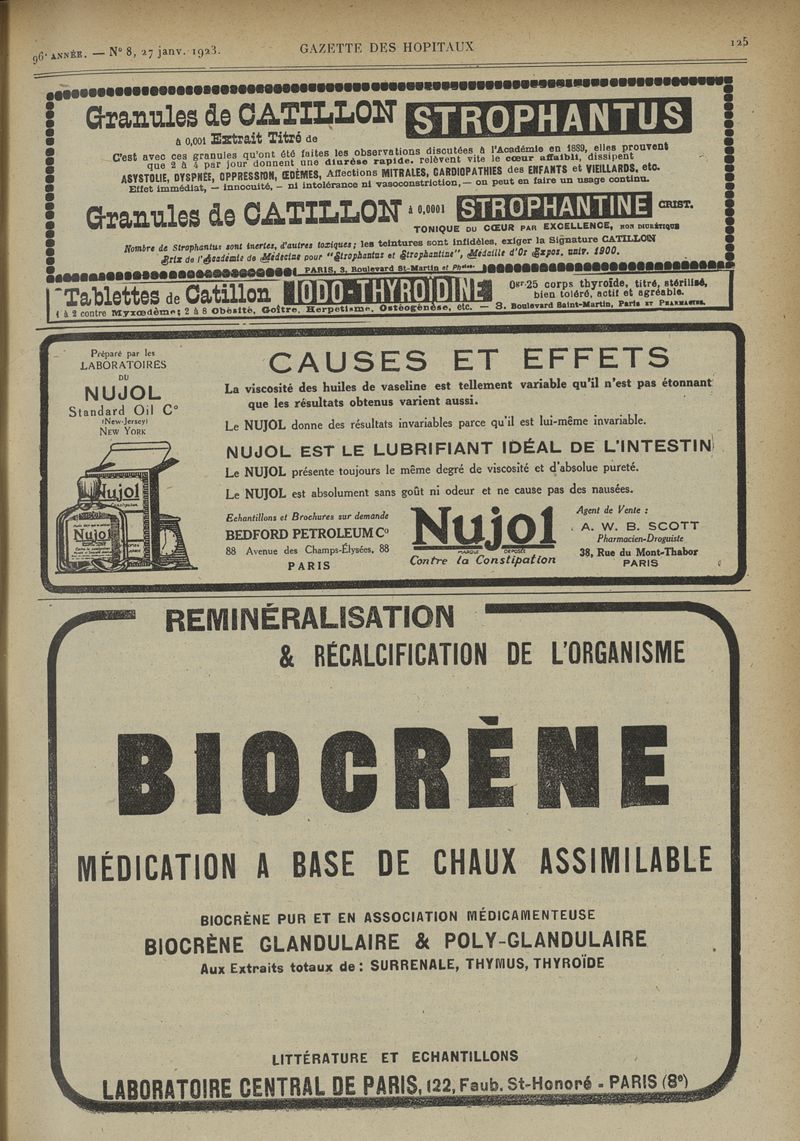 96e ANNÉE. — N° 8, 27 janv. 1923.
GAZETTE DES HOPITAUX
125
Granules de CATILLON STROPHANTUS
à 0,001 Extrait Titré de
C'est avec ces granules qu'ont été faites les observations discutées à l'Académie en 1889, elles prouvent
que 2 à 4 par jour donnent une diurèse rapide, relèvent vite le cœur affaibli, dissipent
ASYSTOLIE, DYSPNÉE, OPPRESSION, ŒDÈMES, Affections MITRALES, CARDIOPATHIES des ENFANTS et VIEILLARDS, etc.
Effet immédiat, — innocuité, — ni intolérance ni vasoconstriction, — on peut en faire un usage continu.
Granules de CATILLON à 0,0001 STROPHANTINE CRIST.
TONIQUE DU CŒUR PAR EXCELLENCE, NON DIURÉTIQUE
Nombre de Strophantus sont inertes, d'autres toxiques; les teintures sont infidèles, exiger la Signature CATILLON
Prix de l'Académie de Médecine pour "Strophantus et Strophantine", Médaille d'Or Expos. univ. 1900.
PARIS, 3, Boulevard St-Martin et Phcies.
Tablettes de Catillon IODO-THYROÏDINE
0gr.25 corps thyroïde, titré, stérilisé,
bien toléré, actif et agréable.
1 à 2 contre Myxœdème; 2 à 8 Obésité, Goître, Herpétisme, Ostéogénèse, etc. — 3, Boulevard Saint-Martin, Paris ET PHARMACIES.
Préparé par les
LABORATOIRES
DU
NUJOL
Standard Oil Co
(New-Jersey)
NEW YORK
Nujol
Constipation
Nujol
CAUSES ET EFFETS
La viscosité des huiles de vaseline est tellement variable qu'il n'est pas étonnant
que les résultats obtenus varient aussi.
Le NUJOL donne des résultats invariables parce qu'il est lui-même invariable.
NUJOL EST LE LUBRIFIANT IDÉAL DE L'INTESTIN
Le NUJOL présente toujours le même degré de viscosité et d'absolue pureté.
Le NUJOL est absolument sans goût ni odeur et ne cause pas des nausées.
Echantillons et Brochures sur demande
BEDFORD PETROLEUM Co
88 Avenue des Champs-Élysées, 88
PARIS
Nujol
MARQUE DÉPOSÉE
Contre la Constipation
Agent de Vente :
A. W. B. SCOTT
Pharmacien-Droguiste
38, Rue du Mont-Thabor
PARIS
REMINÉRALISATION
& RÉCALCIFICATION DE L'ORGANISME
BIOCRÈNE
MÉDICATION A BASE DE CHAUX ASSIMILABLE
BIOCRÈNE PUR ET EN ASSOCIATION MÉDICAMENTEUSE
BIOCRÈNE GLANDULAIRE & POLY-GLANDULAIRE
Aux Extraits totaux de : SURRENALE, THYMUS, THYROÏDE
LITTÉRATURE ET ECHANTILLONS
LABORATOIRE CENTRAL DE PARIS, 122, Faub. St-Honoré - PARIS (8e)